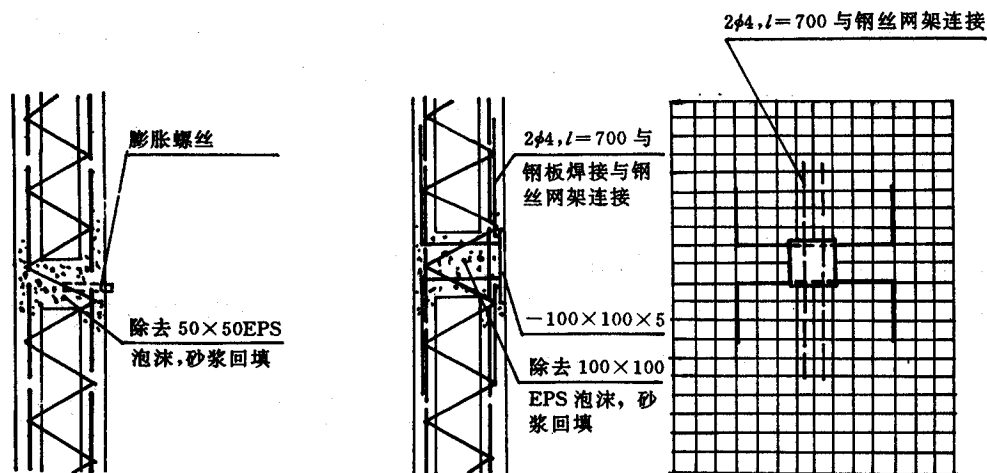 2φ4,l=700 与钢丝网架连接
膨胀螺丝
除去 50×50EPS
泡沫,砂浆回填
2φ4,l=700 与
钢板焊接与钢
丝网架连接
-100×100×5
除去 100×100
EPS 泡沫, 砂
浆回填